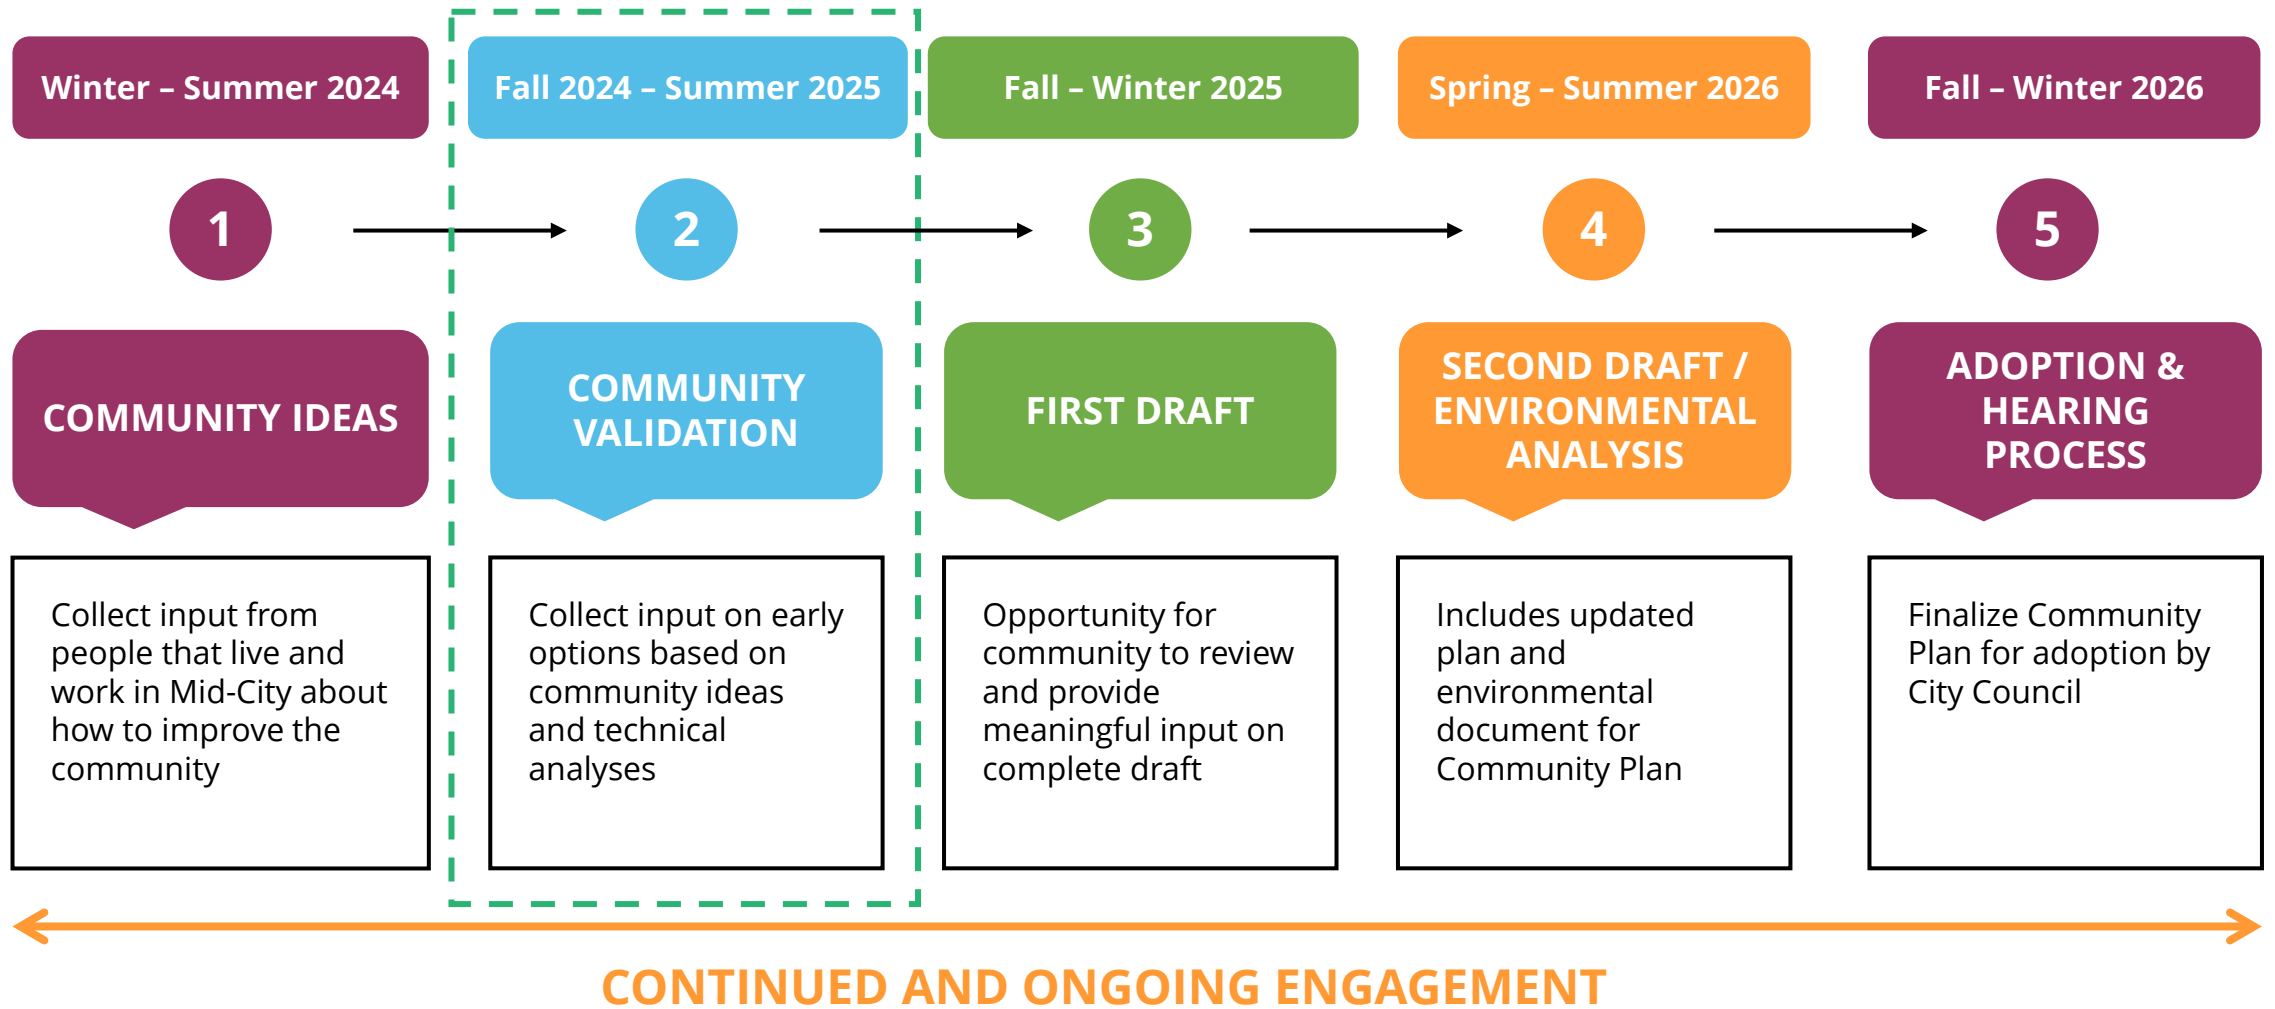 Winter – Summer 2024
Fall 2024 – Summer 2025
Fall – Winter 2025
Spring – Summer 2026
Fall – Winter 2026
1
2
3
4
5
COMMUNITY IDEAS
COMMUNITY
VALIDATION
FIRST DRAFT
SECOND DRAFT /
ENVIRONMENTAL
ANALYSIS
ADOPTION &
HEARING
PROCESS
Collect input from
people that live and
work in Mid-City about
how to improve the
community
Collect input on early
options based on
community ideas
and technical
analyses
Opportunity for
community to review
and provide
meaningful input on
complete draft
Includes updated
plan and
environmental
document for
Community Plan
Finalize Community
Plan for adoption by
City Council
CONTINUED AND ONGOING ENGAGEMENT